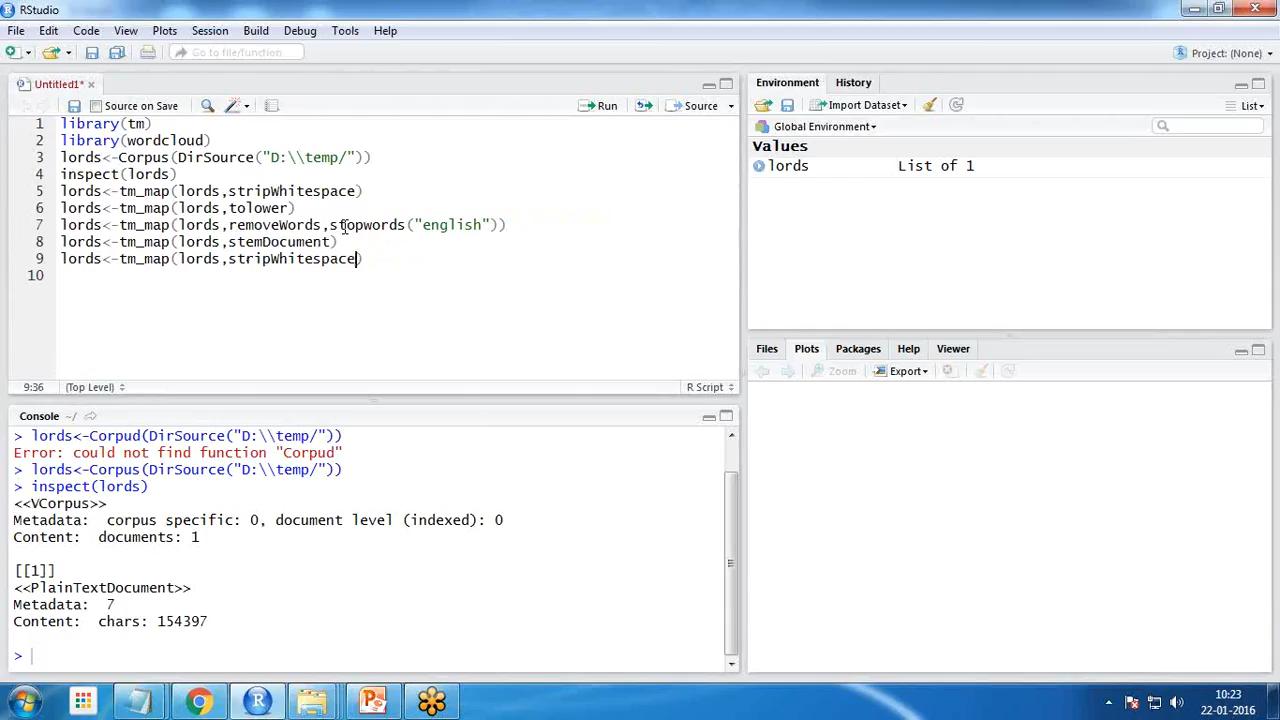 RStudio
File Edit Code View Plots Session Build Debug Tools Help
Go to file/function
Project: (None)
Untitled1*
Source on Save
Run
Source
1 library(tm)
2 library(wordcloud)
3 lords<-Corpus(DirSource("D:\\temp/"))
4 inspect(lords)
5 lords<-tm_map(lords,stripWhitespace)
6 lords<-tm_map(lords,tolower)
7 lords<-tm_map(lords,removeWords,stopwords("english"))
8 lords<-tm_map(lords,stemDocument)
9 lords<-tm_map(lords,stripWhitespace)
10
9:36 (Top Level) R Script
Console ~/
> lords<-Corpud(DirSource("D:\\temp/"))
Error: could not find function "Corpud"
> lords<-Corpus(DirSource("D:\\temp/"))
> inspect(lords)
<<VCorpus>>
Metadata:  corpus specific: 0, document level (indexed): 0
Content:  documents: 1
[[1]]
<<PlainTextDocument>>
Metadata:  7
Content:  chars: 154397
>
Environment History
Import Dataset List
Global Environment
Values
lords List of 1
Files Plots Packages Help Viewer
Zoom Export
10:23
22-01-2016